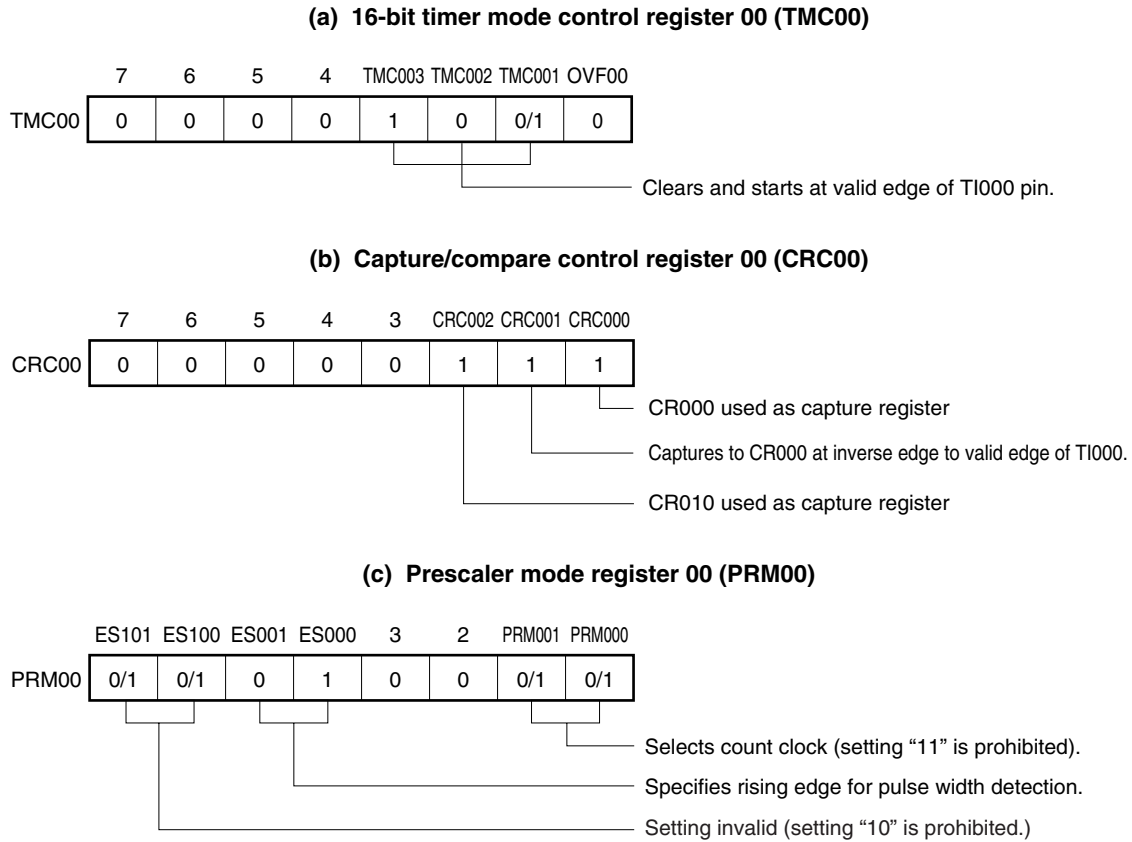 (a) 16-bit timer mode control register 00 (TMC00)
7 6 5 4 TMC003 TMC002 TMC001 OVF00
TMC00 0 0 0 0 1 0 0/1 0
Clears and starts at valid edge of TI000 pin.
(b) Capture/compare control register 00 (CRC00)
7 6 5 4 3 CRC002 CRC001 CRC000
CRC00 0 0 0 0 0 1 1 1
CR000 used as capture register
Captures to CR000 at inverse edge to valid edge of TI000.
CR010 used as capture register
(c) Prescaler mode register 00 (PRM00)
ES101 ES100 ES001 ES000 3 2 PRM001 PRM000
PRM00 0/1 0/1 0 1 0 0 0/1 0/1
Selects count clock (setting “11” is prohibited).
Specifies rising edge for pulse width detection.
Setting invalid (setting “10” is prohibited.)